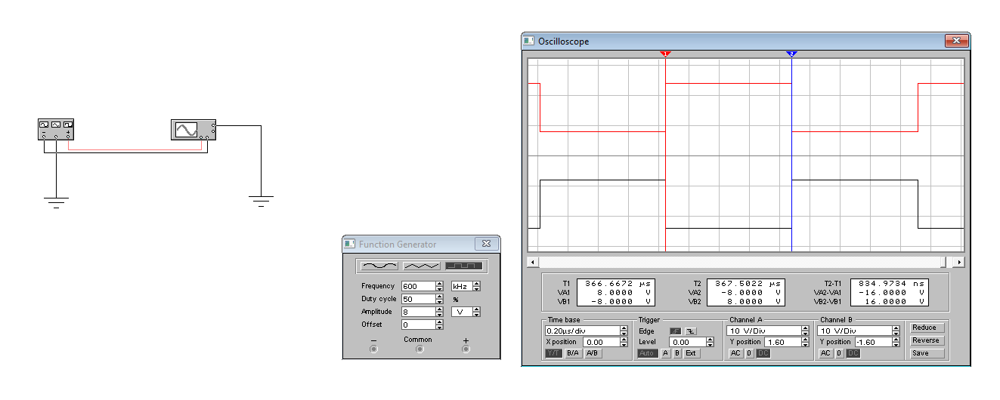 Oscilloscope
1
2
- +
Function Generator
Frequency 600 kHz
Duty cycle 50 %
Amplitude 8 V
Offset 0
− Common +
T1 366.6672 µs
VA1 8.0000 V
VB1 -8.0000 V
T2 367.5022 µs
VA2 -8.0000 V
VB2 8.0000 V
T2-T1 834.9734 ns
VA2-VA1 -16.0000 V
VB2-VB1 16.0000 V
Time base
0.20µs/div
X position 0.00
Y/T B/A A/B
Trigger
Edge
Level 0.00
Auto A B Ext
Channel A
10 V/Div
Y position 1.60
AC 0 DC
Channel B
10 V/Div
Y position -1.60
AC 0 DC
Reduce
Reverse
Save